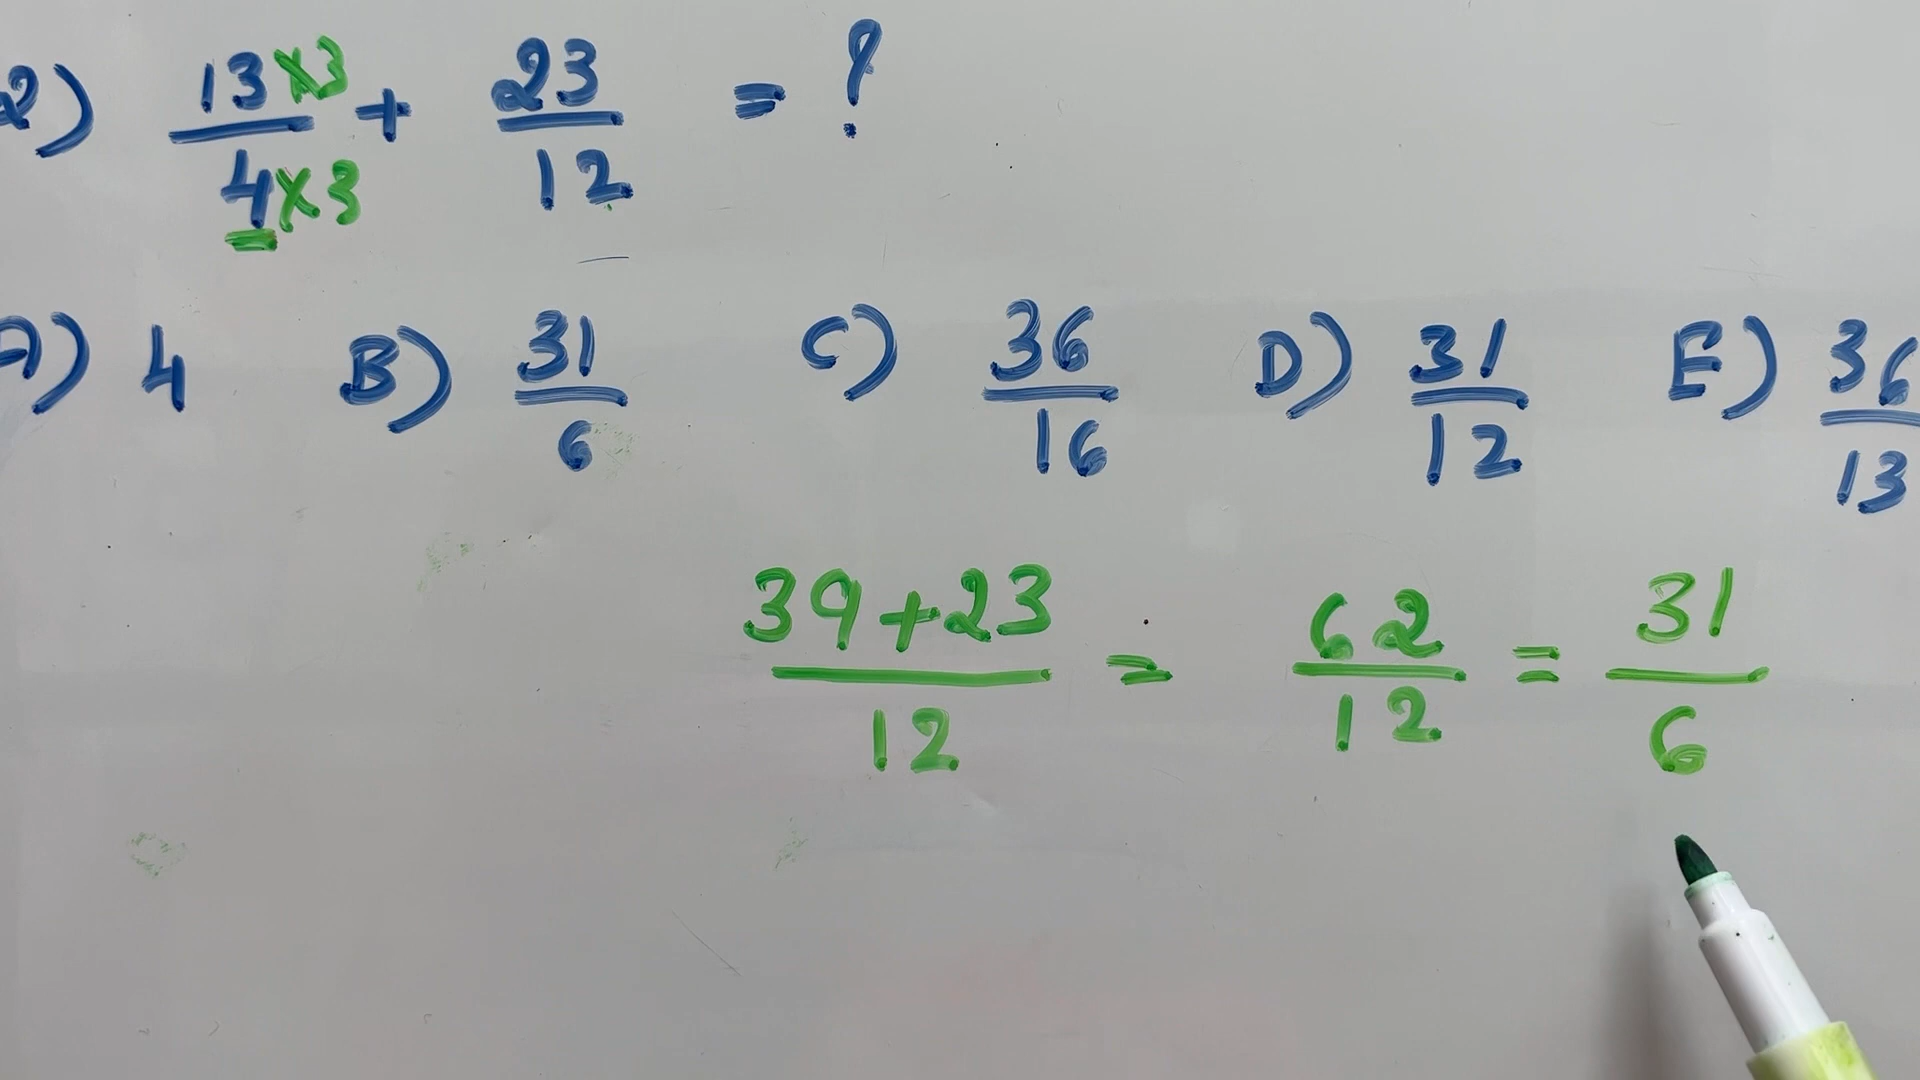 2) 13×3/4×3 + 23/12 = ?
A) 4 B) 31/6 C) 36/16 D) 31/12 E) 36/13
39+23/12 = 62/12 = 31/6